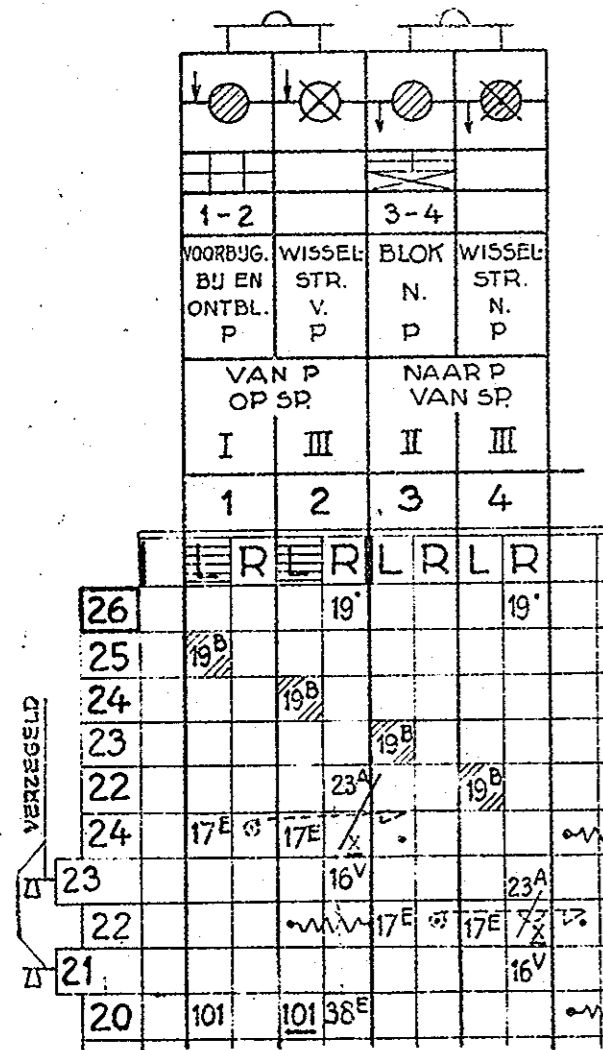 1-2 3-4
VOORBIJG. BIJ EN ONTBL. P
WISSEL- STR. V. P
BLOK N. P
WISSEL- STR. N. P
VAN P OP SP.
NAAR P VAN SP.
I III II III
1 2 3 4
L R L R L R L R
26 19• 19•
25 19B
24 19B
23 19B
22 23A 19B
24 17E 17E X
23 16V 23A
22 17E 17E X
21 16V
20 101 101 38E
VERZEGELD